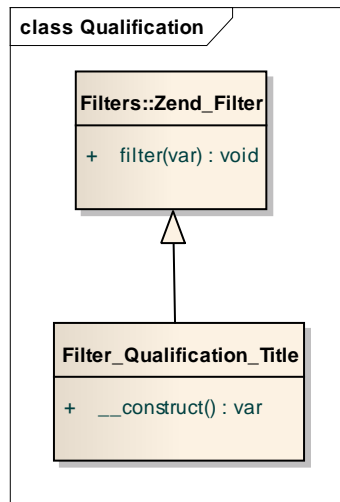 class Qualification
Filters::Zend_Filter
+ filter(var) : void
Filter_Qualification_Title
+ __construct() : var